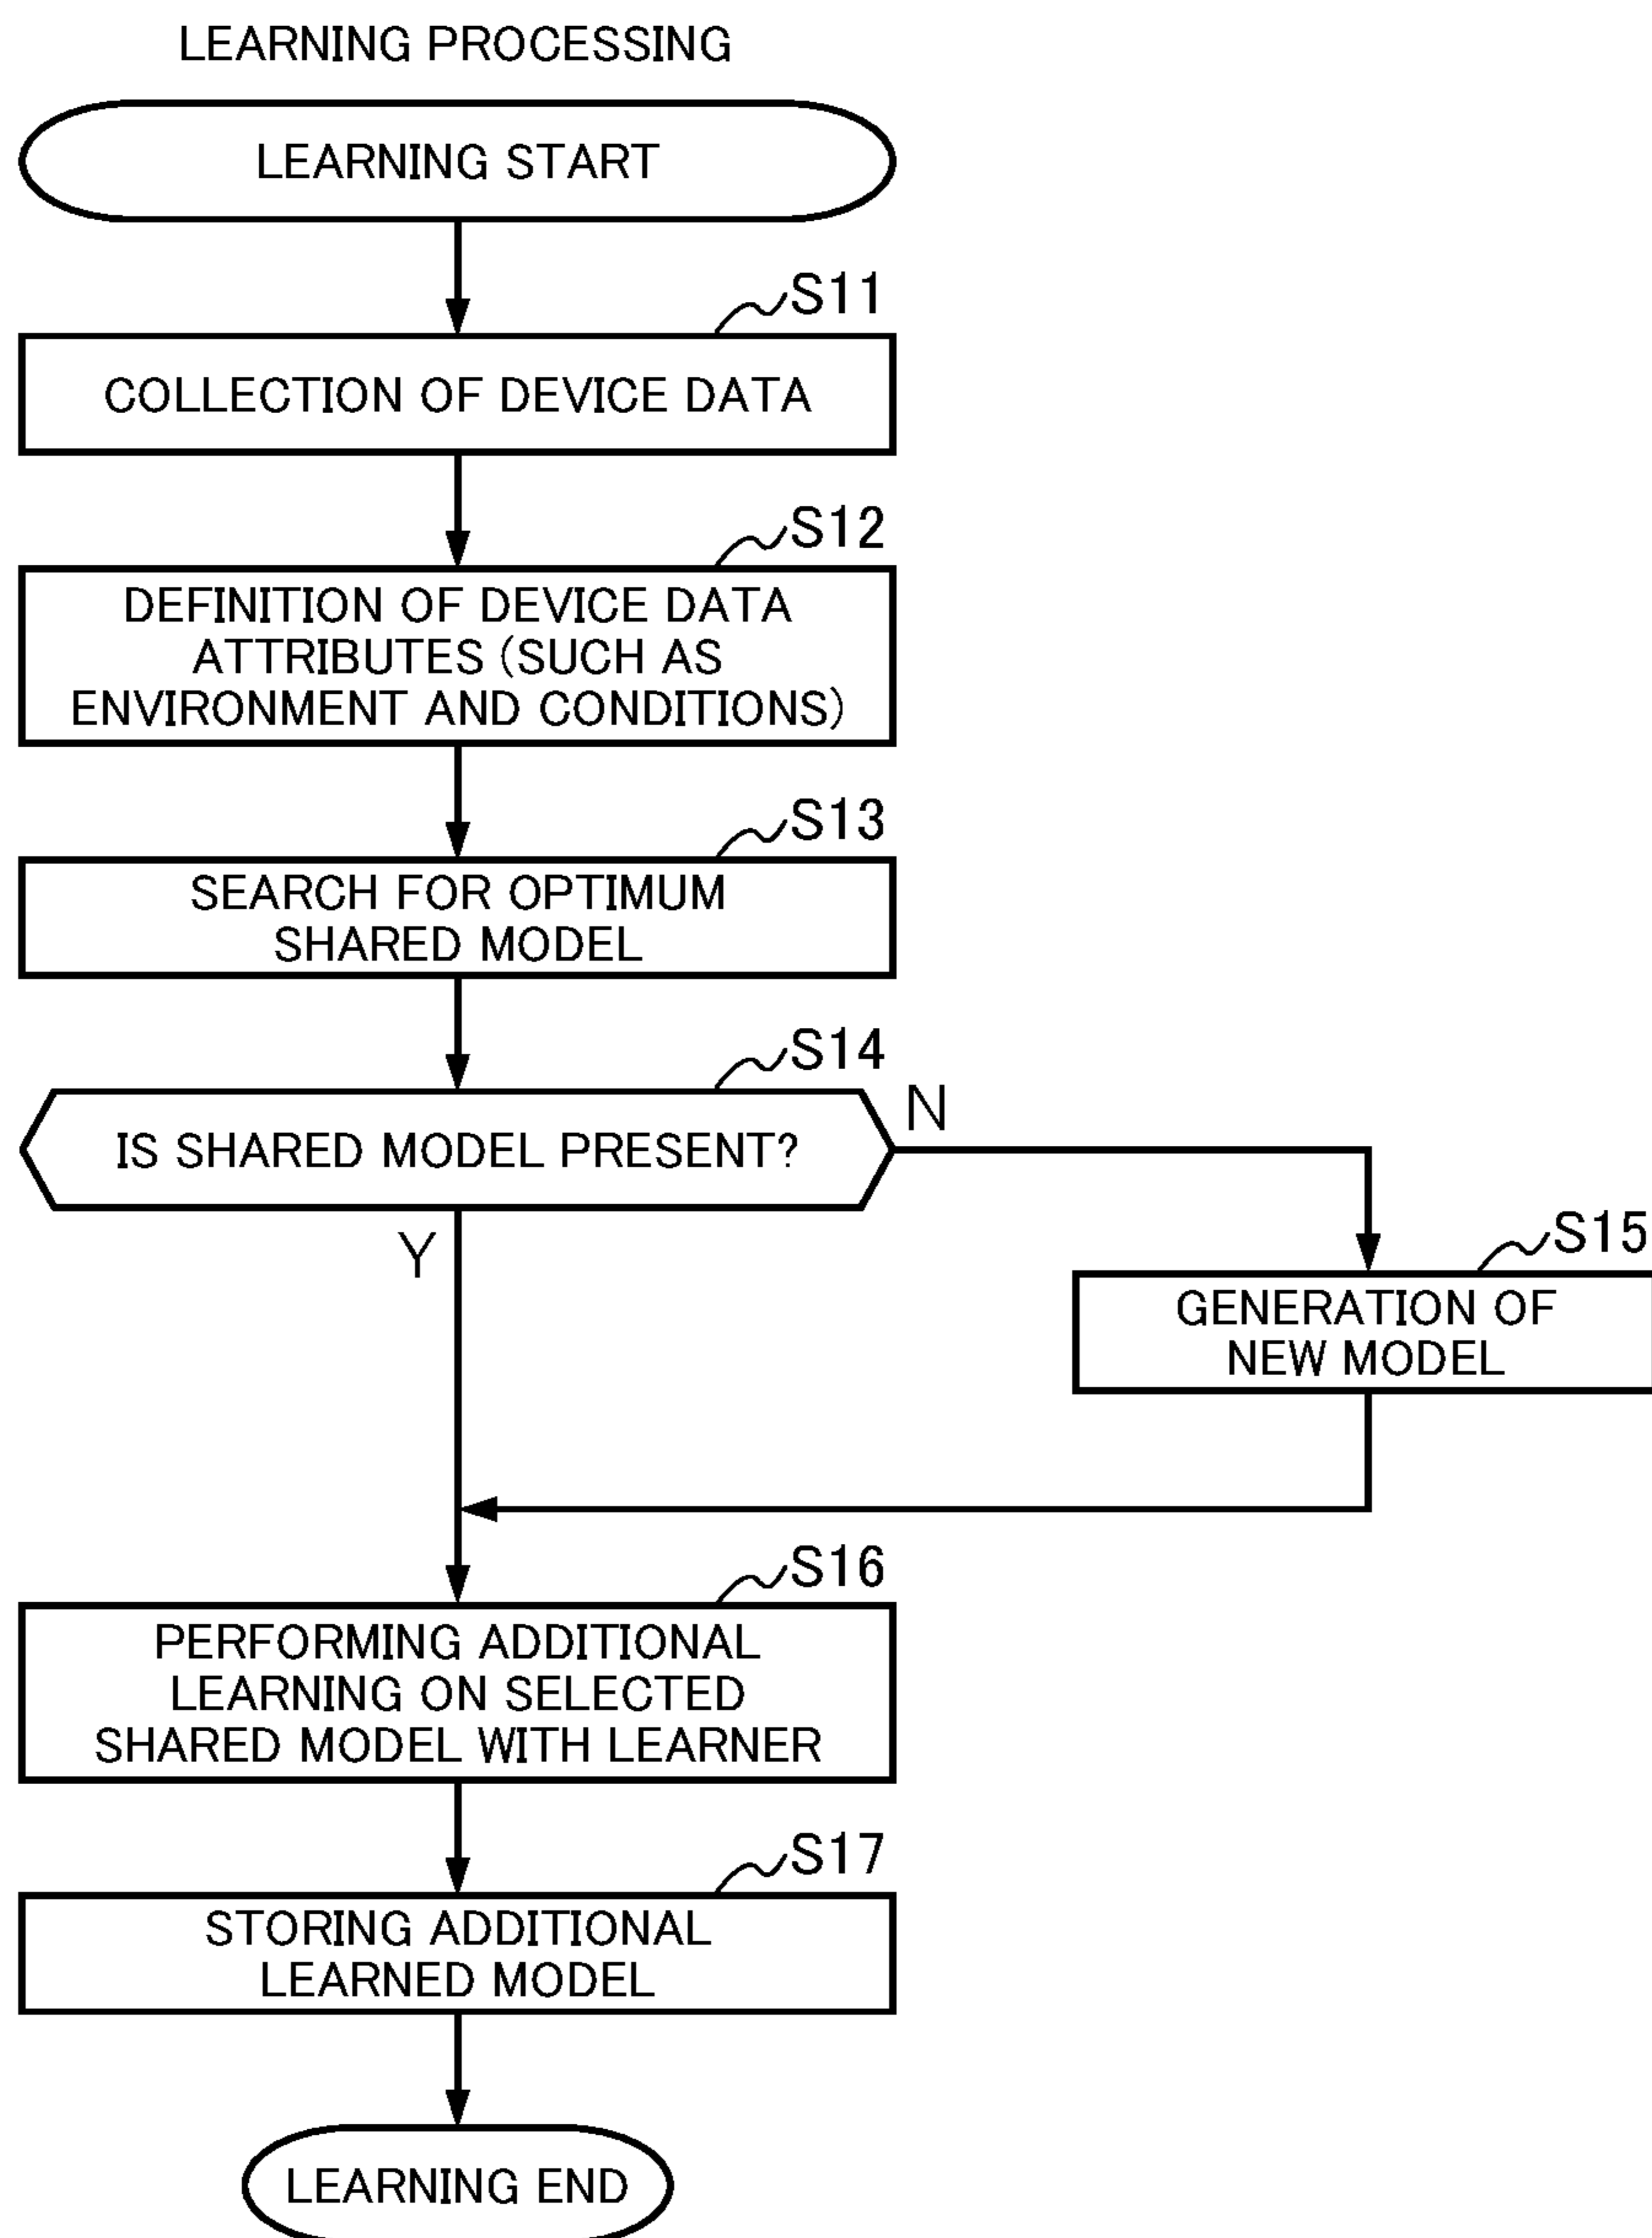 LEARNING PROCESSING
LEARNING START
S11
COLLECTION OF DEVICE DATA
S12
DEFINITION OF DEVICE DATA
ATTRIBUTES (SUCH AS
ENVIRONMENT AND CONDITIONS)
S13
SEARCH FOR OPTIMUM
SHARED MODEL
S14
IS SHARED MODEL PRESENT?
N
Y
S15
GENERATION OF
NEW MODEL
S16
PERFORMING ADDITIONAL
LEARNING ON SELECTED
SHARED MODEL WITH LEARNER
S17
STORING ADDITIONAL
LEARNED MODEL
LEARNING END